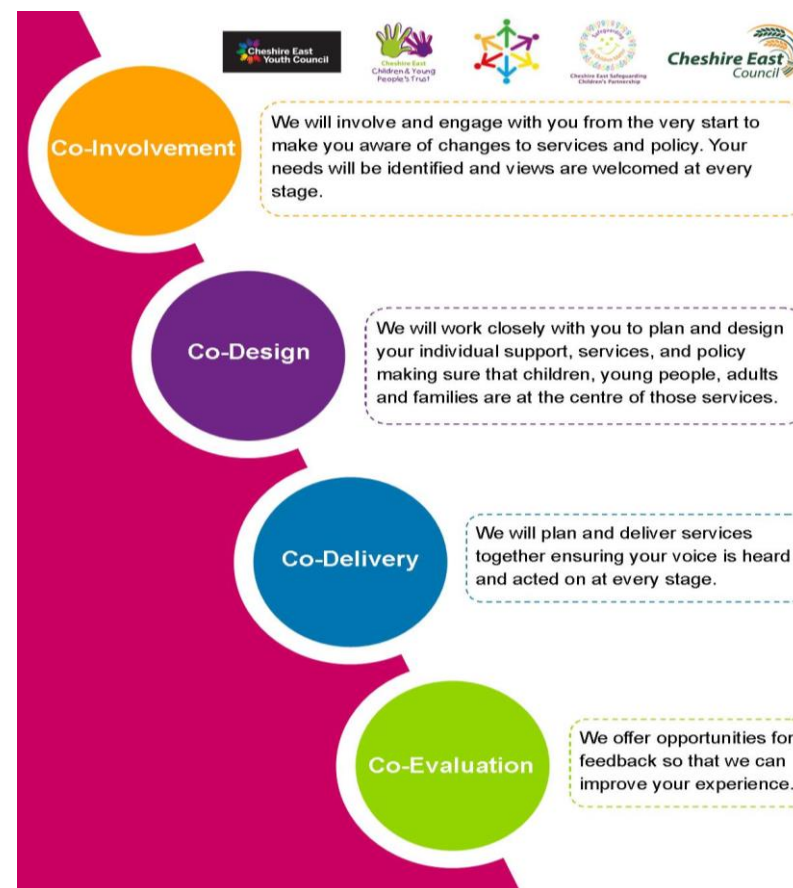 Cheshire East
Youth Council
Cheshire East
Children & Young
People's Trust
Safeguarding
Cheshire East Safeguarding
Children's Partnership
Cheshire East
Council
Co-Involvement
We will involve and engage with you from the very start to
make you aware of changes to services and policy. Your
needs will be identified and views are welcomed at every
stage.
Co-Design
We will work closely with you to plan and design
your individual support, services, and policy
making sure that children, young people, adults
and families are at the centre of those services.
Co-Delivery
We will plan and deliver services
together ensuring your voice is heard
and acted on at every stage.
Co-Evaluation
We offer opportunities for
feedback so that we can
improve your experience.